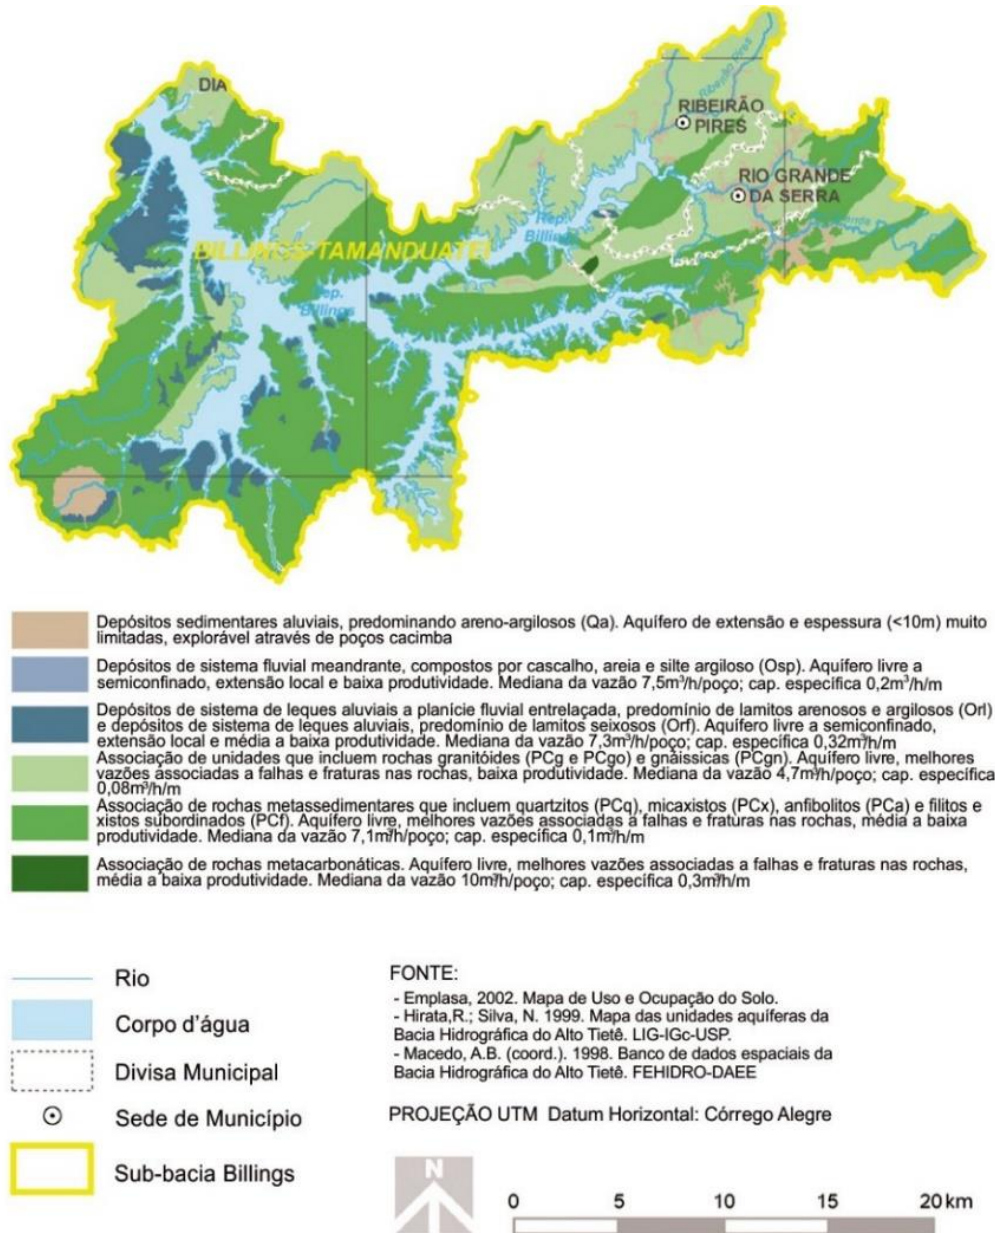 DIA
Ribeirão Pires
RIBEIRÃO
PIRES
RIO GRANDE
DA SERRA
Rep.
Billings
BILLINGS-TAMANDUATEÍ
Rep.
Billings
Depósitos sedimentares aluviais, predominando areno-argilosos (Qa). Aquífero de extensão e espessura (<10m) muito
limitadas, explorável através de poços cacimba
Depósitos de sistema fluvial meandrante, compostos por cascalho, areia e silte argiloso (Osp). Aquífero livre a
semiconfinado, extensão local e baixa produtividade. Mediana da vazão 7,5m³/h/poço; cap. específica 0,2m³/h/m
Depósitos de sistema de leques aluviais a planície fluvial entrelaçada, predomínio de lamitos arenosos e argilosos (Orl)
e depósitos de sistema de leques aluviais, predomínio de lamitos seixosos (Orf). Aquífero livre a semiconfinado,
extensão local e média a baixa produtividade. Mediana da vazão 7,3m³/h/poço; cap. específica 0,32m³/h/m
Associação de unidades que incluem rochas granitóides (PCg e PCgo) e gnáissicas (PCgn). Aquífero livre, melhores
vazões associadas a falhas e fraturas nas rochas, baixa produtividade. Mediana da vazão 4,7m³/h/poço; cap. específica
0,08m³/h/m
Associação de rochas metassedimentares que incluem quartzitos (PCq), micaxistos (PCx), anfibolitos (PCa) e filitos e
xistos subordinados (PCf). Aquífero livre, melhores vazões associadas à falhas e fraturas nas rochas, média a baixa
produtividade. Mediana da vazão 7,1m³/h/poço; cap. específica 0,1m³/h/m
Associação de rochas metacarbonáticas. Aquífero livre, melhores vazões associadas a falhas e fraturas nas rochas,
média a baixa produtividade. Mediana da vazão 10m³/h/poço; cap. específica 0,3m³/h/m
Rio
Corpo d'água
Divisa Municipal
Sede de Município
Sub-bacia Billings
FONTE:
- Emplasa, 2002. Mapa de Uso e Ocupação do Solo.
- Hirata,R.; Silva, N. 1999. Mapa das unidades aquíferas da
Bacia Hidrográfica do Alto Tietê. LIG-IGc-USP.
- Macedo, A.B. (coord.). 1998. Banco de dados espaciais da
Bacia Hidrográfica do Alto Tietê. FEHIDRO-DAEE
PROJEÇÃO UTM Datum Horizontal: Córrego Alegre
N
0 5 10 15 20 km